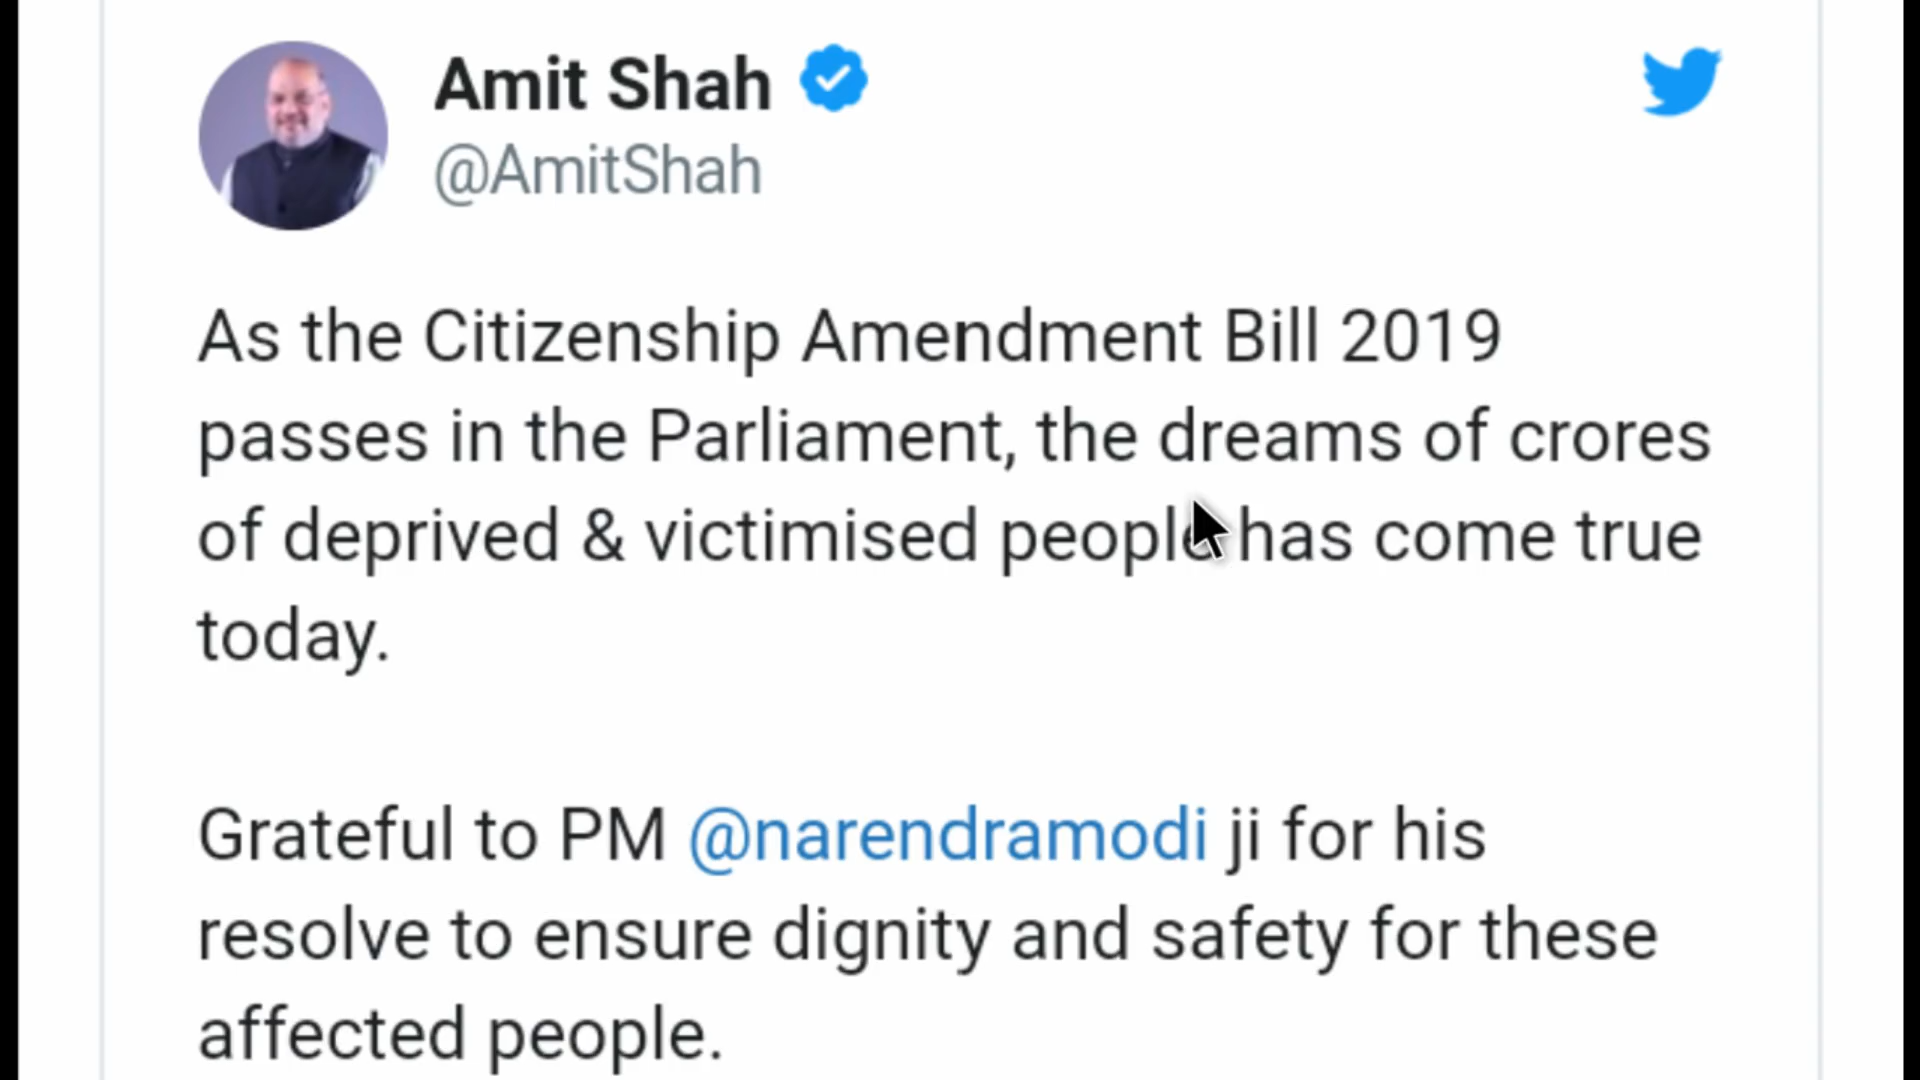 Amit Shah
@AmitShah
As the Citizenship Amendment Bill 2019
passes in the Parliament, the dreams of crores
of deprived & victimised people has come true
today.
Grateful to PM @narendramodi ji for his
resolve to ensure dignity and safety for these
affected people.